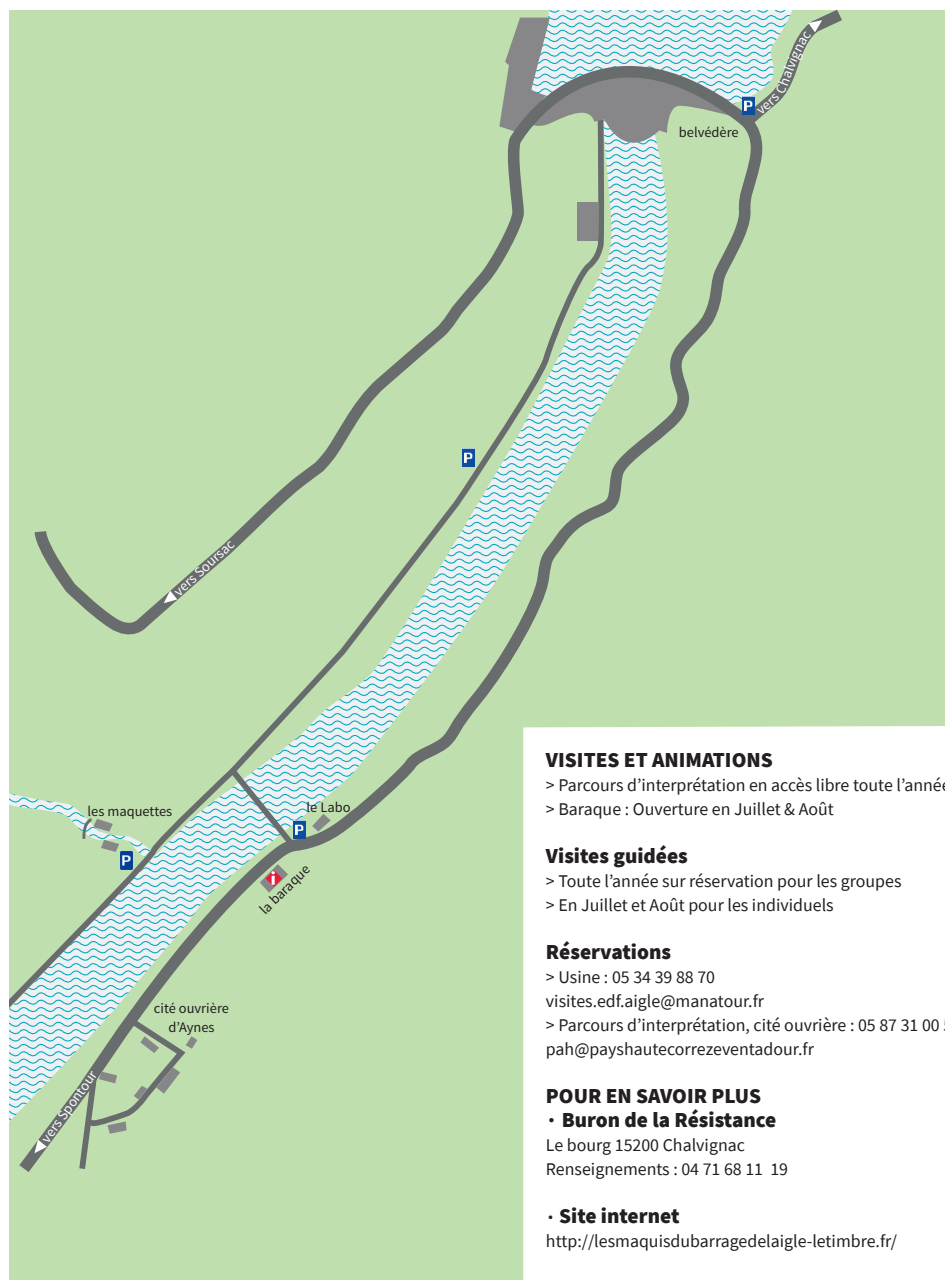 vers Chalvignac
P
belvédère
P
vers Soursac
les maquettes
P
le Labo
P
i
la baraque
cité ouvrière
d’Aynes
vers Spontour
VISITES ET ANIMATIONS
> Parcours d’interprétation en accès libre toute l’année
> Baraque : Ouverture en Juillet & Août
Visites guidées
> Toute l’année sur réservation pour les groupes
> En Juillet et Août pour les individuels
Réservations
> Usine : 05 34 39 88 70
visites.edf.aigle@manatour.fr
> Parcours d’interprétation, cité ouvrière : 05 87 31 00
pah@payshautecorrezeventadour.fr
POUR EN SAVOIR PLUS
· Buron de la Résistance
Le bourg 15200 Chalvignac
Renseignements : 04 71 68 11 19
· Site internet
http://lesmaquisdubarragedelaigle-letimbre.fr/